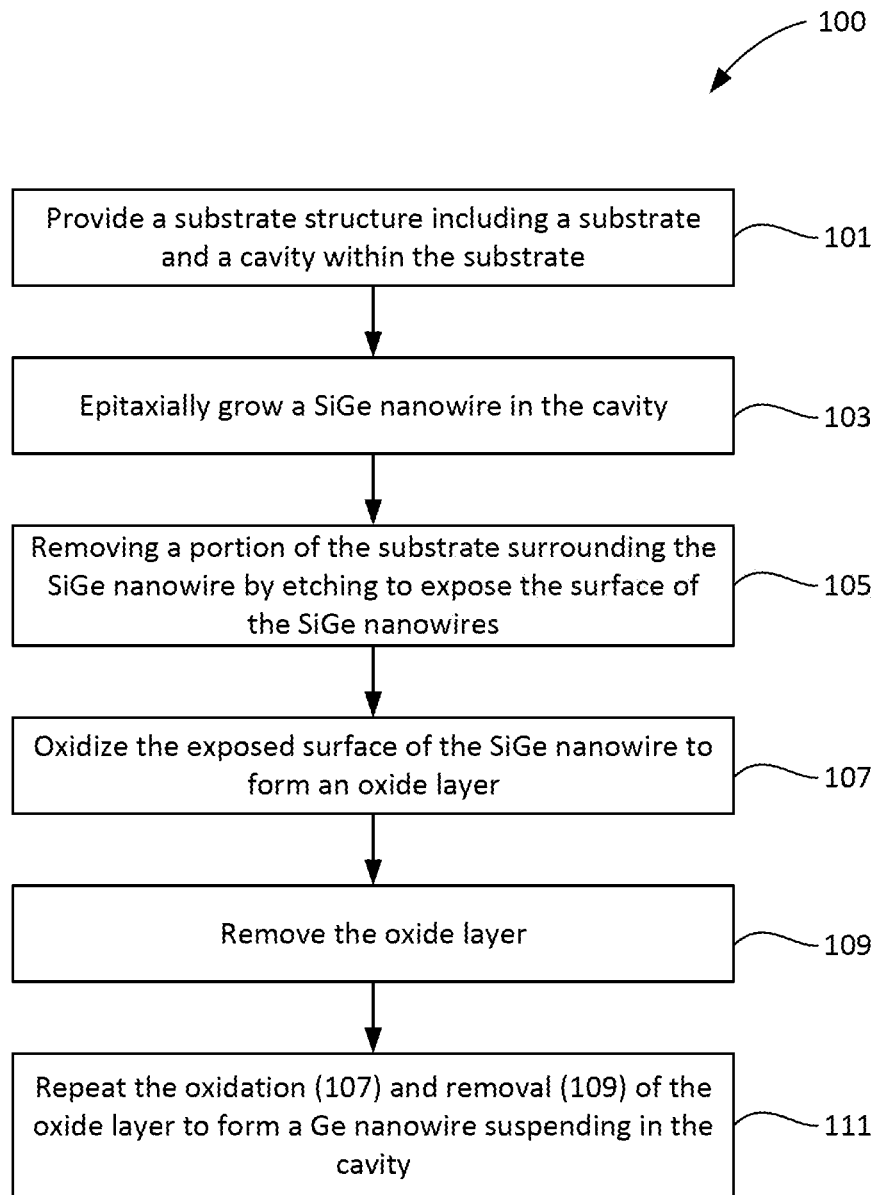 100
Provide a substrate structure including a substrate
and a cavity within the substrate
101
Epitaxially grow a SiGe nanowire in the cavity
103
Removing a portion of the substrate surrounding the
SiGe nanowire by etching to expose the surface of
the SiGe nanowires
105
Oxidize the exposed surface of the SiGe nanowire to
form an oxide layer
107
Remove the oxide layer
109
Repeat the oxidation (107) and removal (109) of the
oxide layer to form a Ge nanowire suspending in the
cavity
111